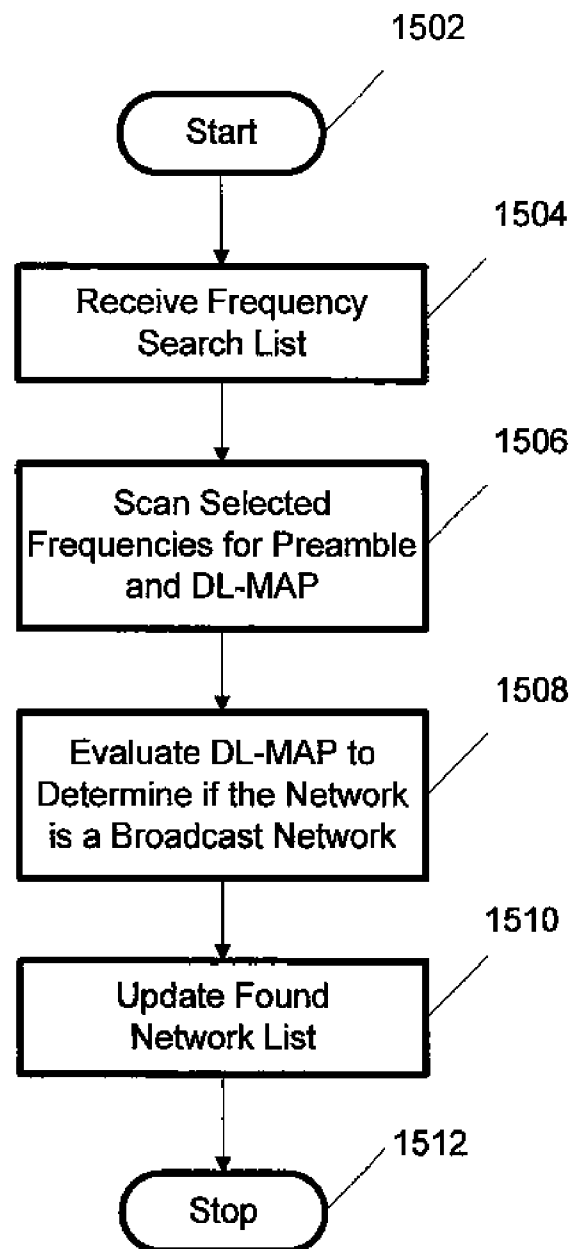 1502
Start
1504
Receive Frequency
Search List
1506
Scan Selected
Frequencies for Preamble
and DL-MAP
1508
Evaluate DL-MAP to
Determine if the Network
is a Broadcast Network
1510
Update Found
Network List
1512
Stop